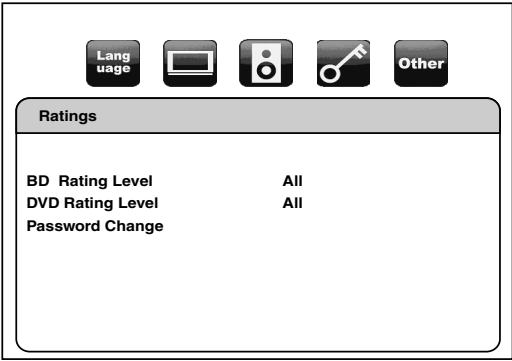 Lang
uage
Other
Ratings
BD Rating Level All
DVD Rating Level All
Password Change